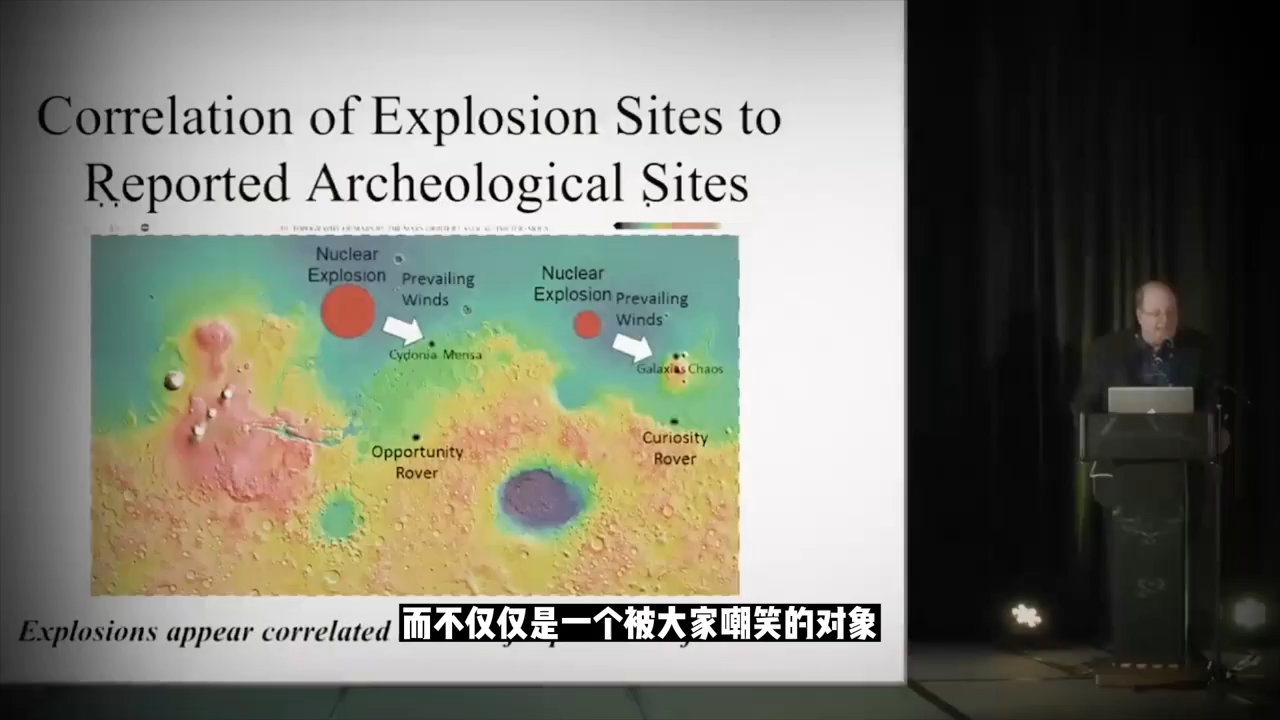 Correlation of Explosion Sites to
Reported Archeological Sites
Nuclear
Explosion
Prevailing
Winds
Cydonia Mensa
Nuclear
Explosion
Prevailing
Winds
Galaxias Chaos
Opportunity
Rover
Curiosity
Rover
Explosions appear correlated
而不仅仅是一个被大家嘲笑的对象